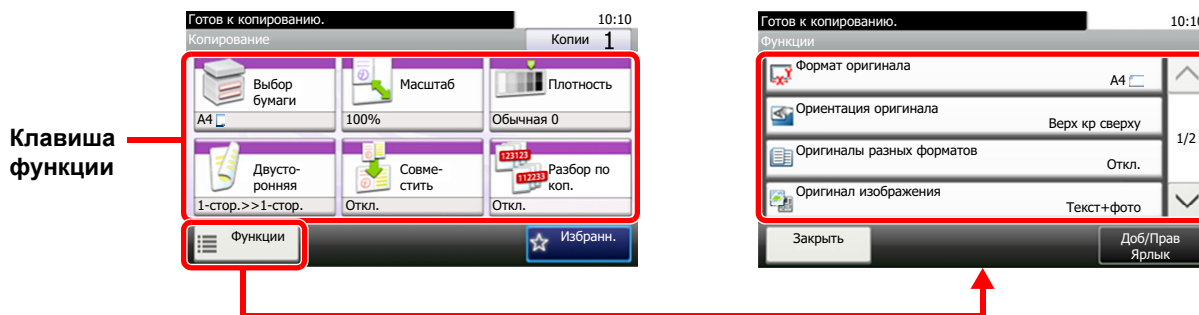 Готов к копированию. 10:10
Копирование
Копии 1
Выбор
бумаги
A4
Масштаб
100%
Плотность
Обычная 0
Двусто-
ронняя
1-стор.>>1-стор.
Совме-
стить
Откл.
123123
112233
Разбор по
коп.
Откл.
Функции
Избранн.
Клавиша
функции
Готов к копированию. 10:10
Функции
Формат оригинала
A4
Ориентация оригинала
Верх кр сверху
Оригиналы разных форматов
Откл.
Оригинал изображения
Текст+фото
1/2
Закрыть
Доб/Прав
Ярлык